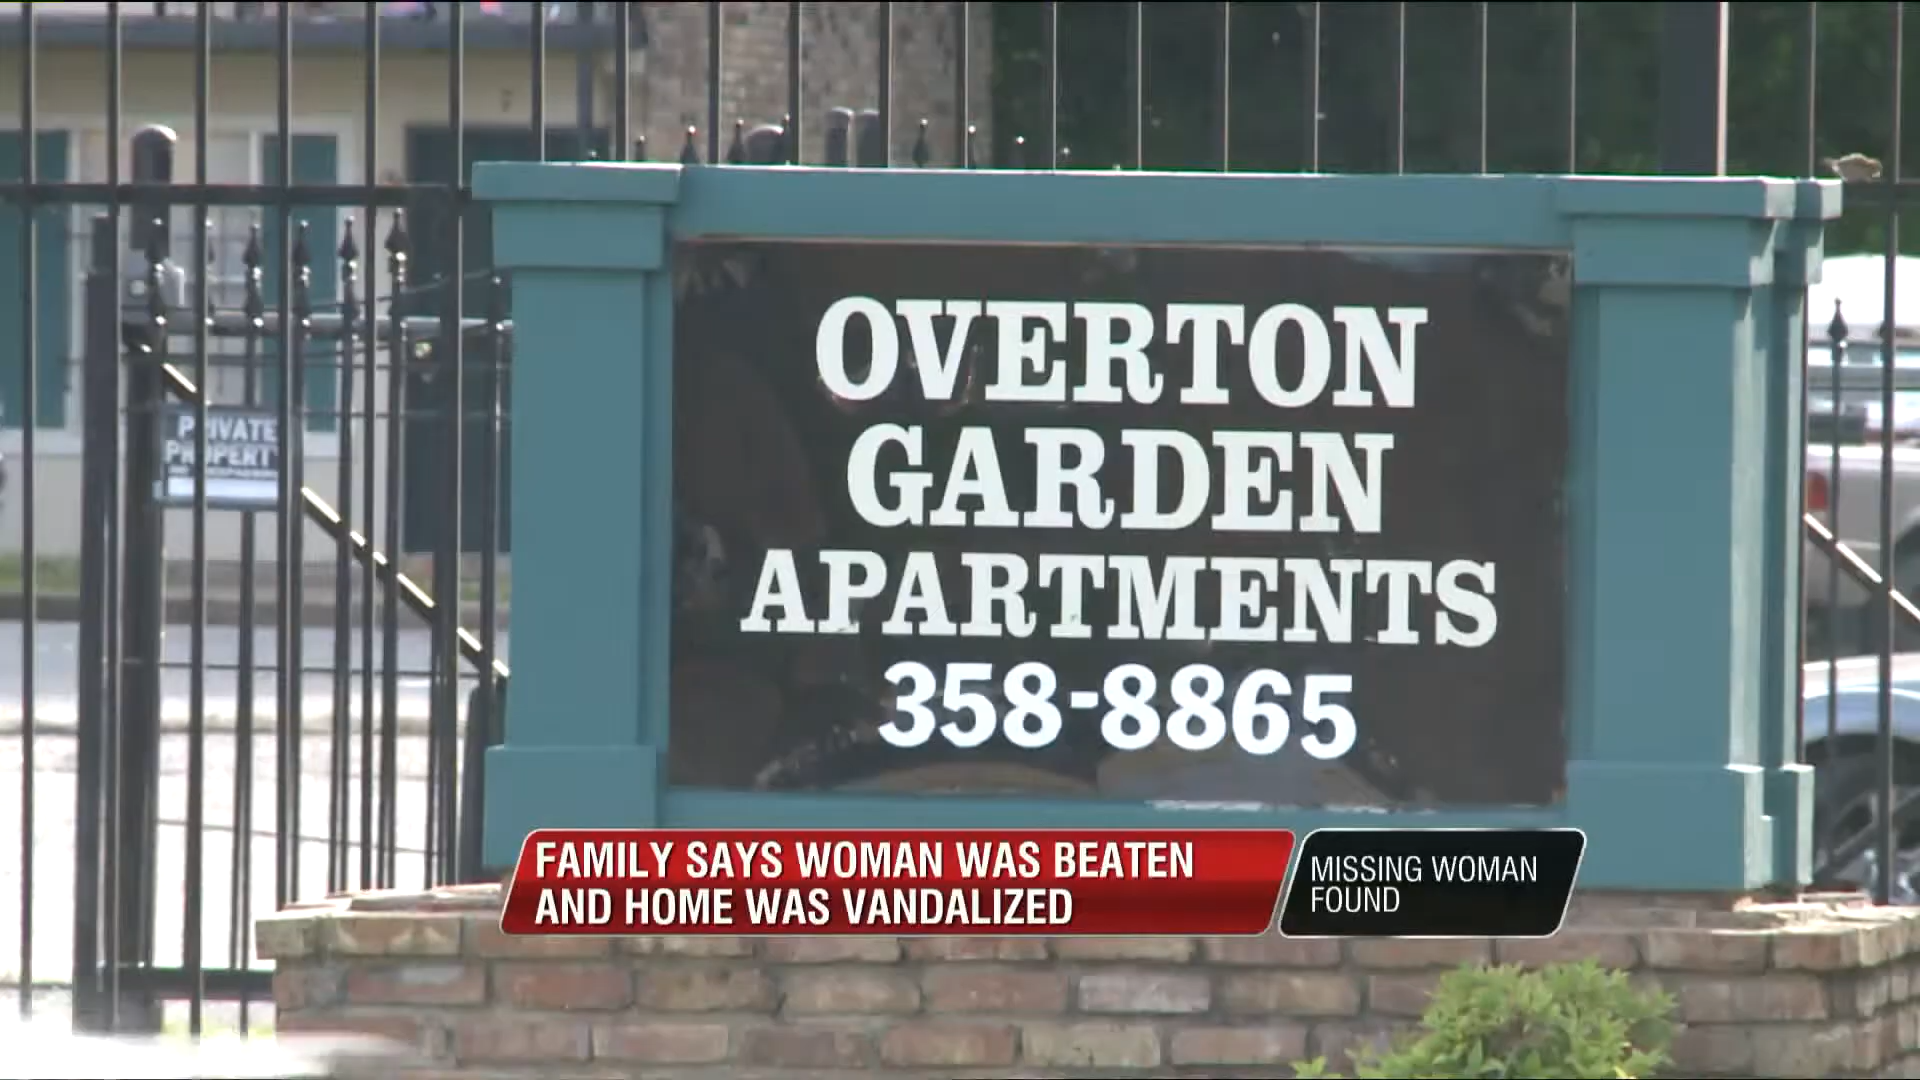 PRIVATE
PROPERTY
OVERTON
GARDEN
APARTMENTS
358-8865
FAMILY SAYS WOMAN WAS BEATEN
AND HOME WAS VANDALIZED
MISSING WOMAN
FOUND